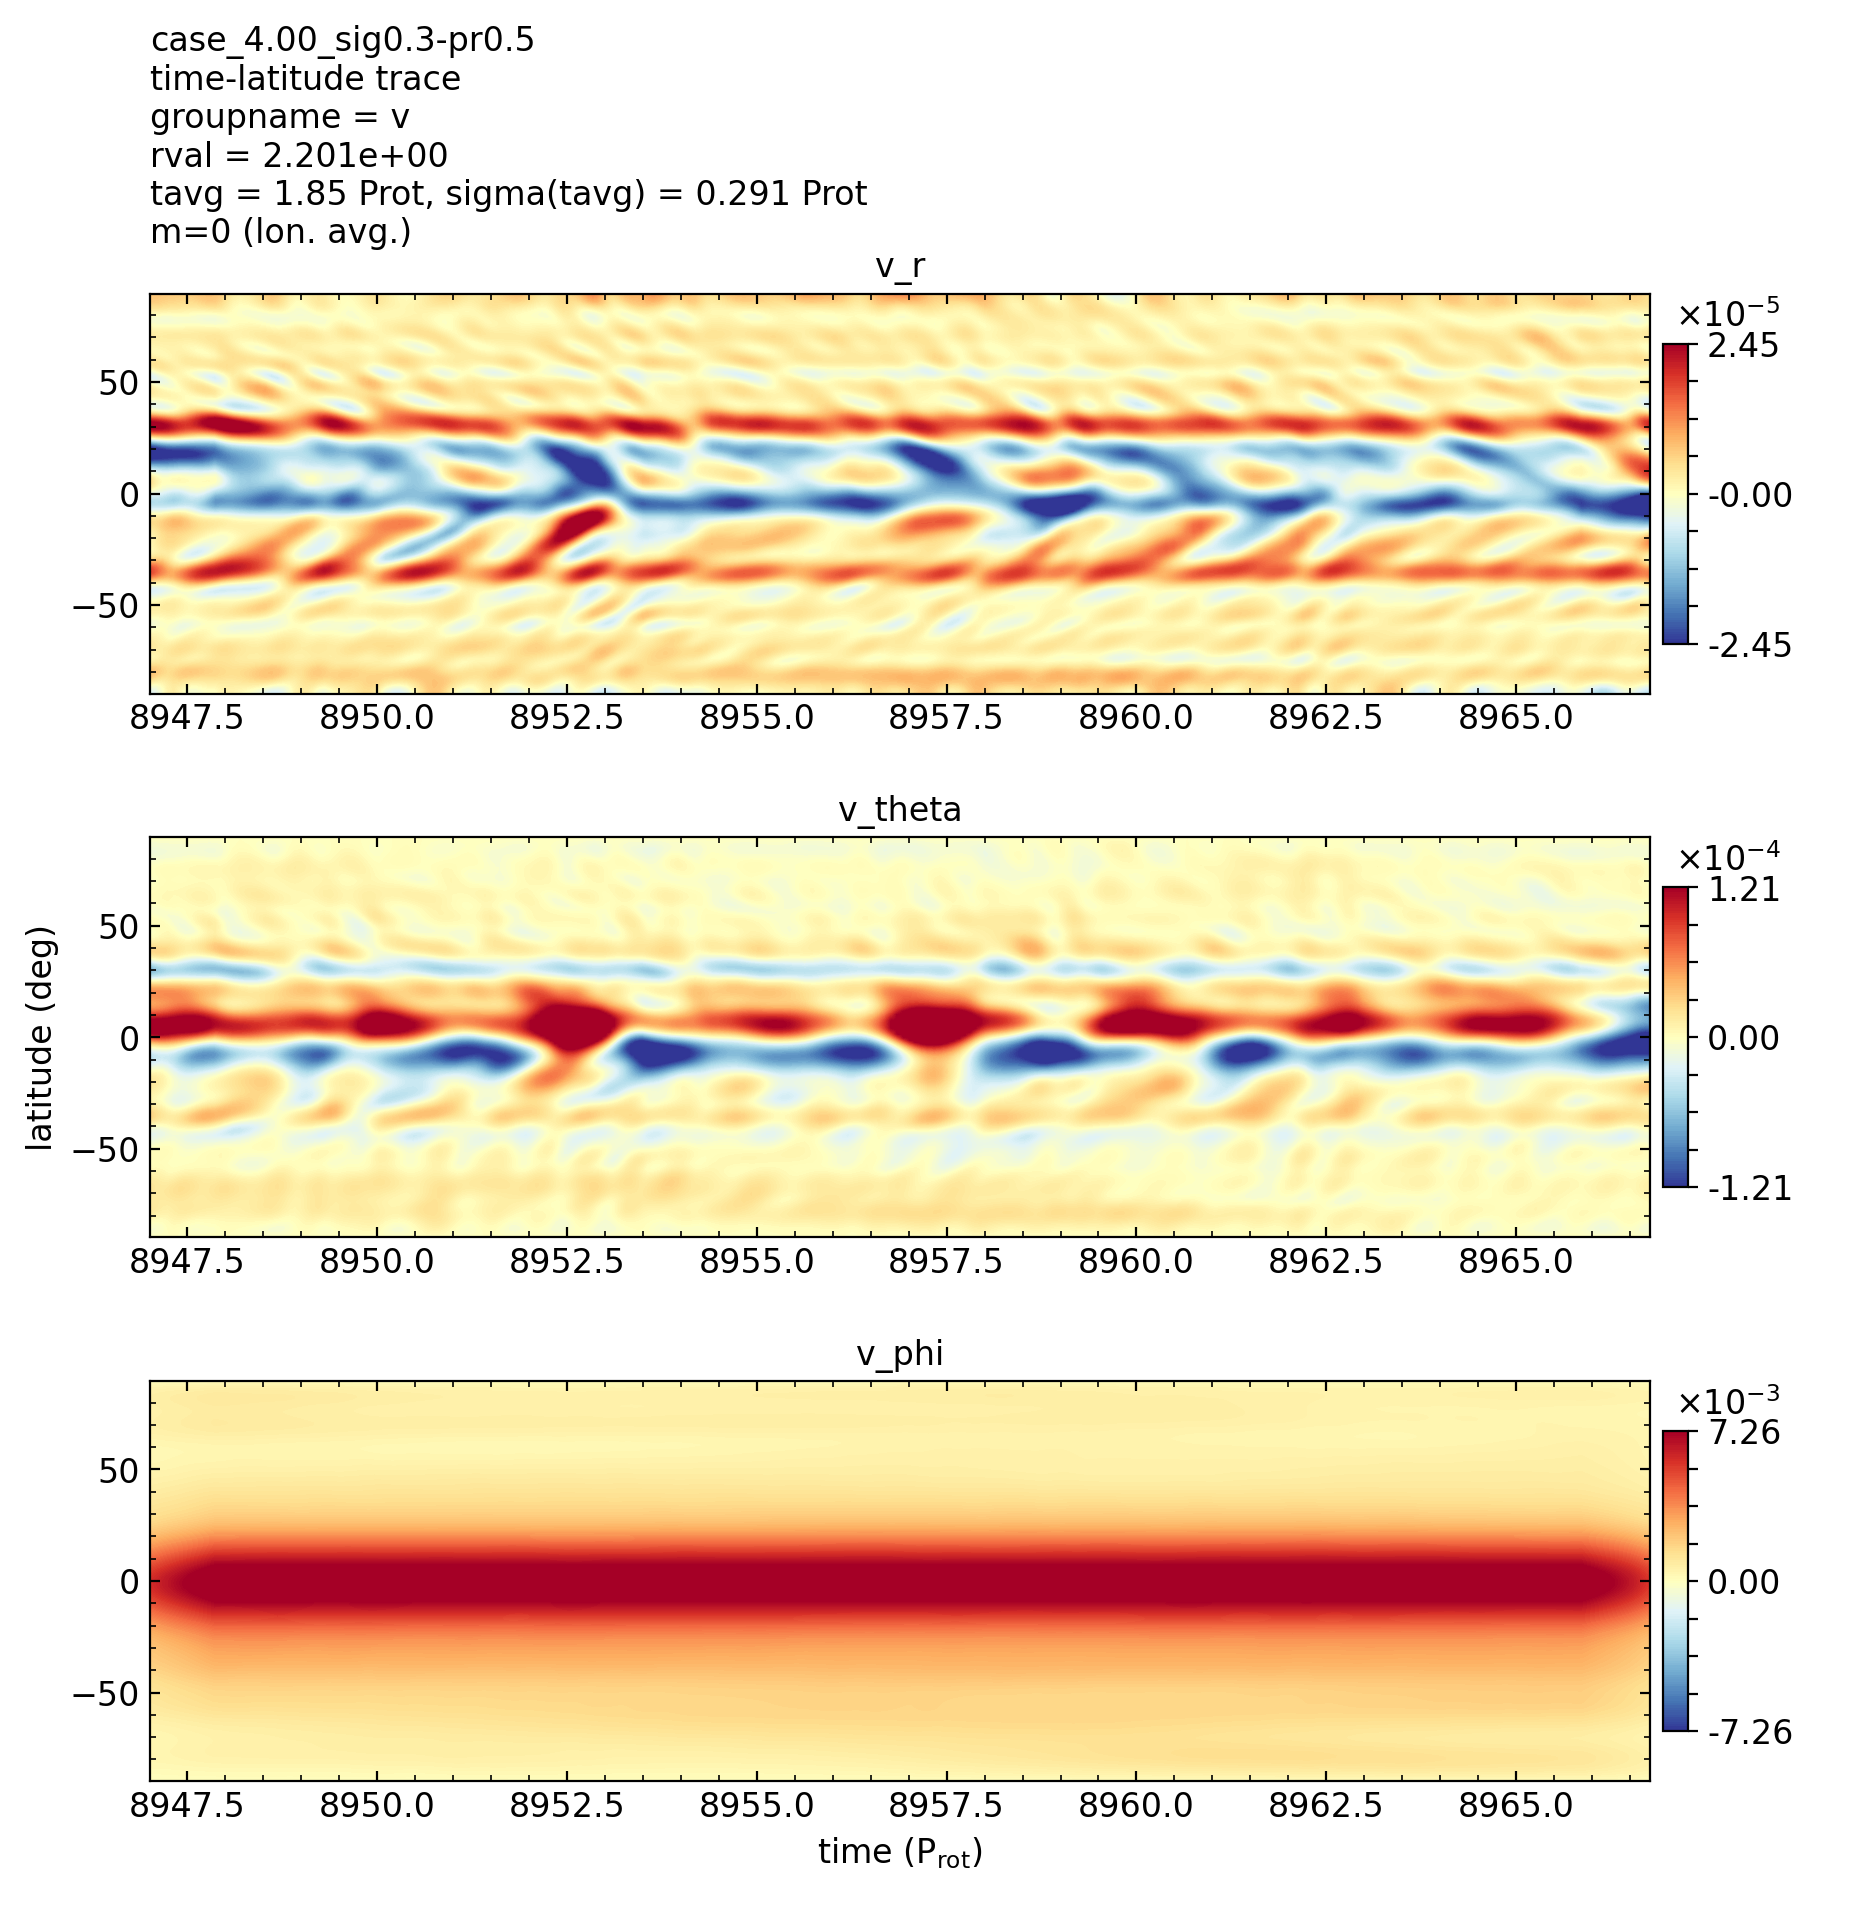 case_4.00_sig0.3-pr0.5
time-latitude trace
groupname = v
rval = 2.201e+00
tavg = 1.85 Prot, sigma(tavg) = 0.291 Prot
m=0 (lon. avg.)
v_r
×10⁻⁵
2.45
-0.00
-2.45
50
0
−50
8947.5 8950.0 8952.5 8955.0 8957.5 8960.0 8962.5 8965.0
v_theta
×10⁻⁴
1.21
0.00
-1.21
latitude (deg)
50
0
−50
8947.5 8950.0 8952.5 8955.0 8957.5 8960.0 8962.5 8965.0
v_phi
×10⁻³
7.26
0.00
-7.26
50
0
−50
8947.5 8950.0 8952.5 8955.0 8957.5 8960.0 8962.5 8965.0
time (P_rot)